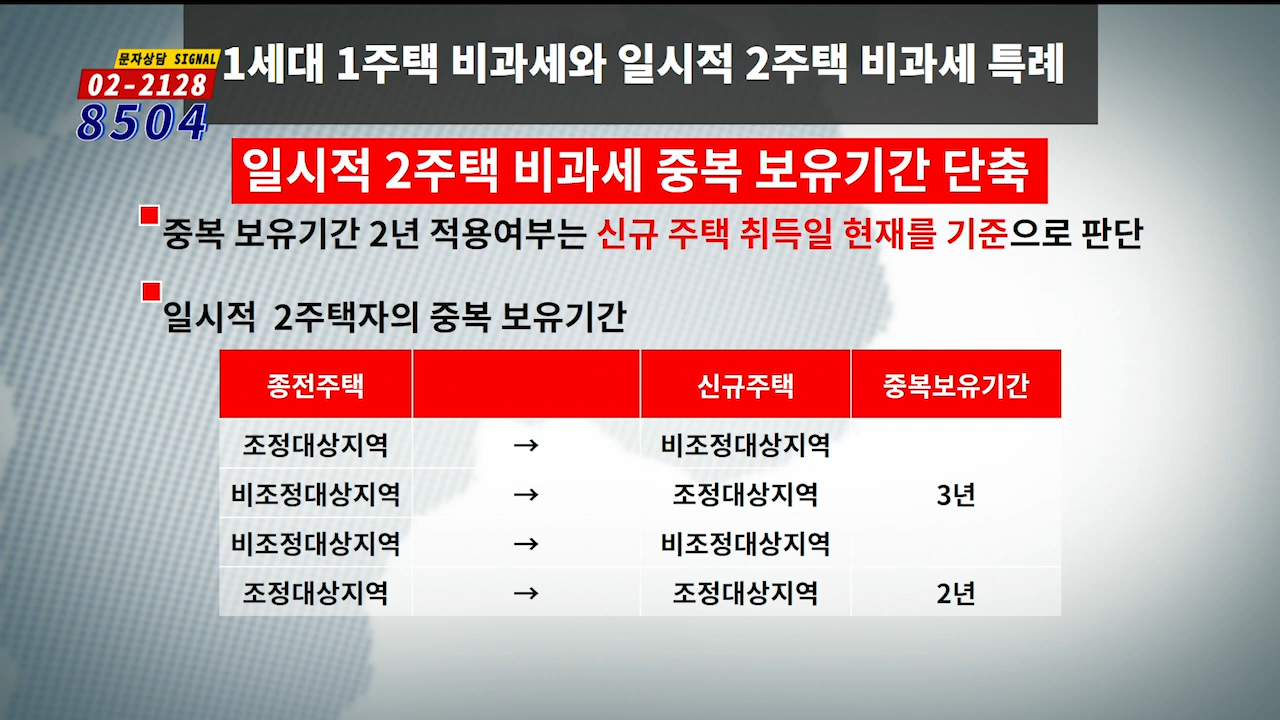 1세대 1주택 비과세와 일시적 2주택 비과세 특례
문자상담 SIGNAL
02-2128
8504
일시적 2주택 비과세 중복 보유기간 단축
중복 보유기간 2년 적용여부는 신규 주택 취득일 현재를 기준으로 판단
일시적 2주택자의 중복 보유기간
종전주택 신규주택 중복보유기간
조정대상지역 → 비조정대상지역
비조정대상지역 → 조정대상지역 3년
비조정대상지역 → 비조정대상지역
조정대상지역 → 조정대상지역 2년